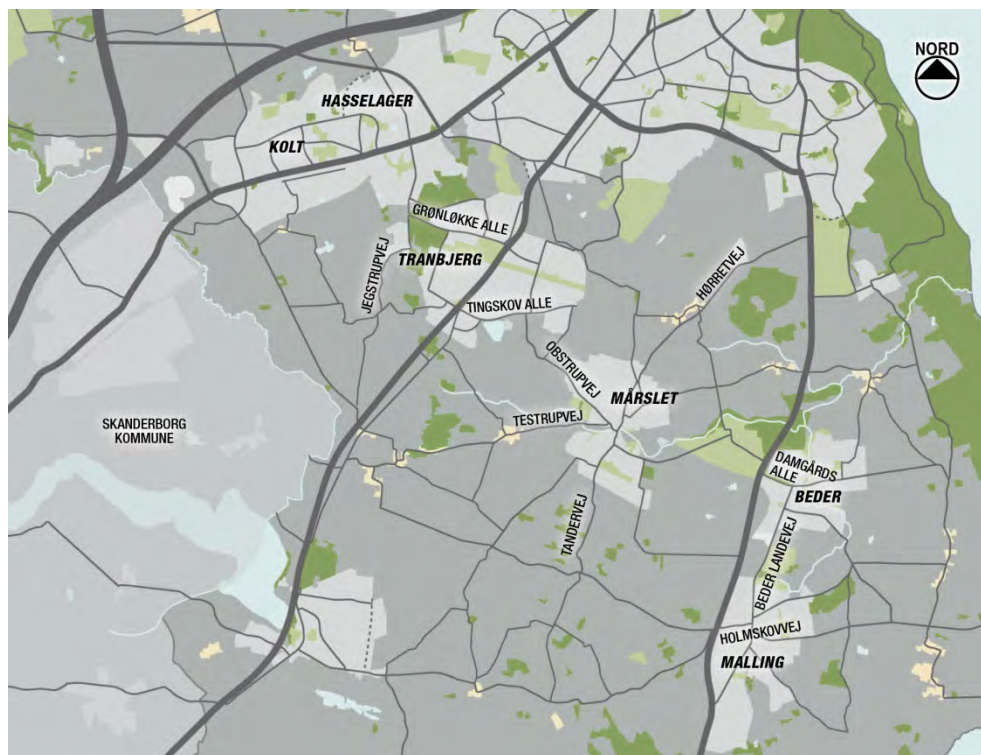 NORD
HASSELAGER
KOLT
GRØNLØKKE ALLE
TRANBJERG
JEGSTRUPVEJ
HØRRETVEJ
TINGSKOV ALLE
OBSTRUPVEJ
MÅRSLET
TESTRUPVEJ
SKANDERBORG
KOMMUNE
DAMGÅRDS
ALLE
BEDER
TANDERVEJ
BEDER LANDEVEJ
HOLMSKOVVEJ
MALLING